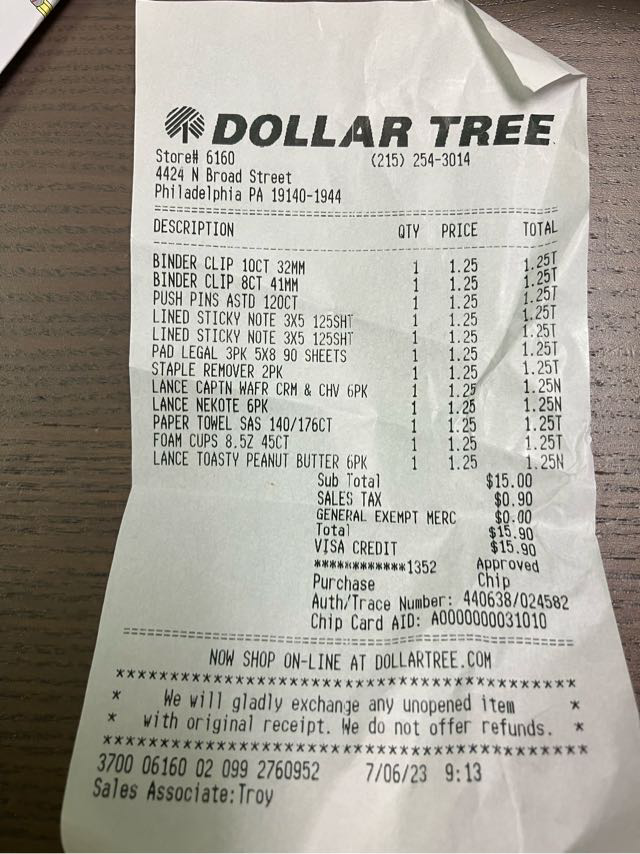 DOLLAR TREE
Store# 6160 (215) 254-3014
4424 N Broad Street
Philadelphia PA 19140-1944
DESCRIPTION QTY PRICE TOTAL
BINDER CLIP 10CT 32MM 1 1.25 1.25T
BINDER CLIP 8CT 41MM 1 1.25 1.25T
PUSH PINS ASTD 120CT 1 1.25 1.25T
LINED STICKY NOTE 3X5 125SHT 1 1.25 1.25T
LINED STICKY NOTE 3X5 125SHT 1 1.25 1.25T
PAD LEGAL 3PK 5X8 90 SHEETS 1 1.25 1.25T
STAPLE REMOVER 2PK 1 1.25 1.25T
LANCE CAPTN WAFR CRM & CHV 6PK 1 1.25 1.25N
LANCE NEKOTE 6PK 1 1.25 1.25N
PAPER TOWEL SAS 140/176CT 1 1.25 1.25T
FOAM CUPS 8.5Z 45CT 1 1.25 1.25T
LANCE TOASTY PEANUT BUTTER 6PK 1 1.25 1.25N
Sub Total $15.00
SALES TAX $0.90
GENERAL EXEMPT MERC $0.00
Total $15.90
VISA CREDIT $15.90
************1352 Approved
Purchase Chip
Auth/Trace Number: 440638/024582
Chip Card AID: A0000000031010
NOW SHOP ON-LINE AT DOLLARTREE.COM
******************************************
* We will gladly exchange any unopened item *
* with original receipt. We do not offer refunds. *
******************************************
3700 06160 02 099 2760952 7/06/23 9:13
Sales Associate:Troy